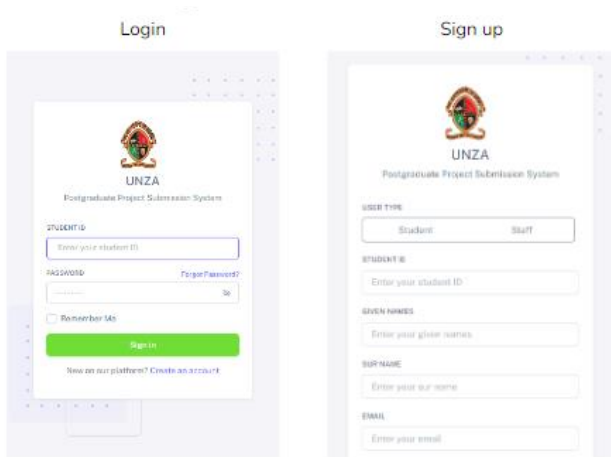 Login
UNZA
Postgraduate Project Submission System
STUDENT ID
Enter your student ID
PASSWORD Forgot Password?
Remember Me
Sign in
New on our platform? Create an account
Sign up
UNZA
Postgraduate Project Submission System
USER TYPE
Student Staff
STUDENT ID
Enter your student ID
GIVEN NAMES
Enter your given names
SUR NAME
Enter your sur name
EMAIL
Enter your email